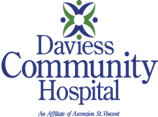 Daviess
Community
Hospital
An Affiliate of Ascension St. Vincent